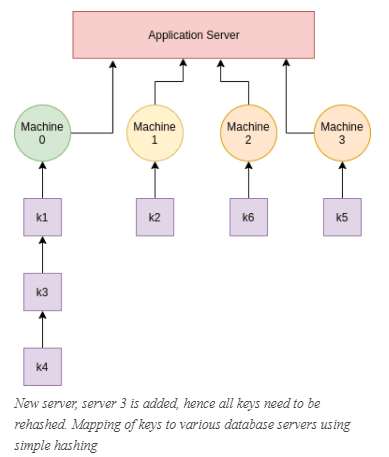 Application Server
Machine
0
Machine
1
Machine
2
Machine
3
k1
k2
k6
k5
k3
k4
New server, server 3 is added, hence all keys need to be
rehashed. Mapping of keys to various database servers using
simple hashing